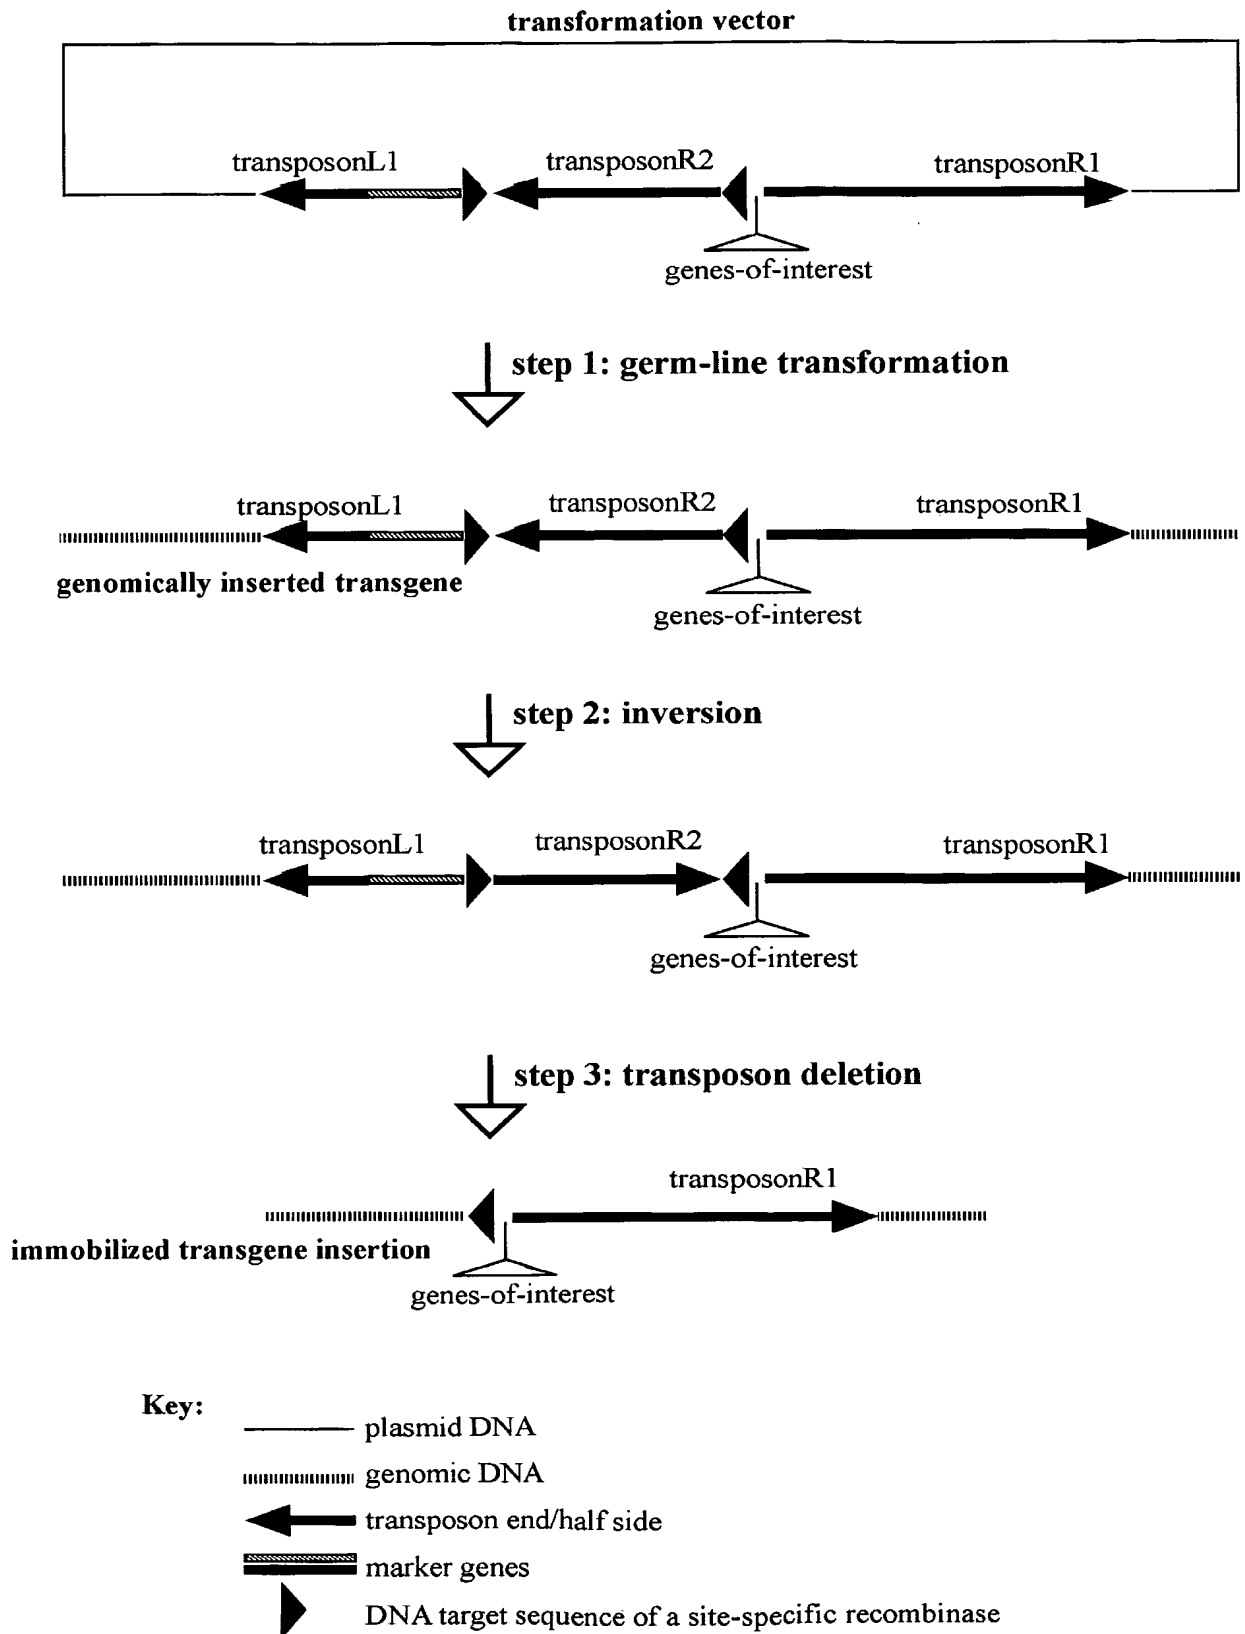 transformation vector
transposonL1
transposonR2
transposonR1
genes-of-interest
step 1: germ-line transformation
transposonL1
transposonR2
transposonR1
genomically inserted transgene
genes-of-interest
step 2: inversion
transposonL1
transposonR2
transposonR1
genes-of-interest
step 3: transposon deletion
transposonR1
immobilized transgene insertion
genes-of-interest
Key:
plasmid DNA
genomic DNA
transposon end/half side
marker genes
DNA target sequence of a site-specific recombinase